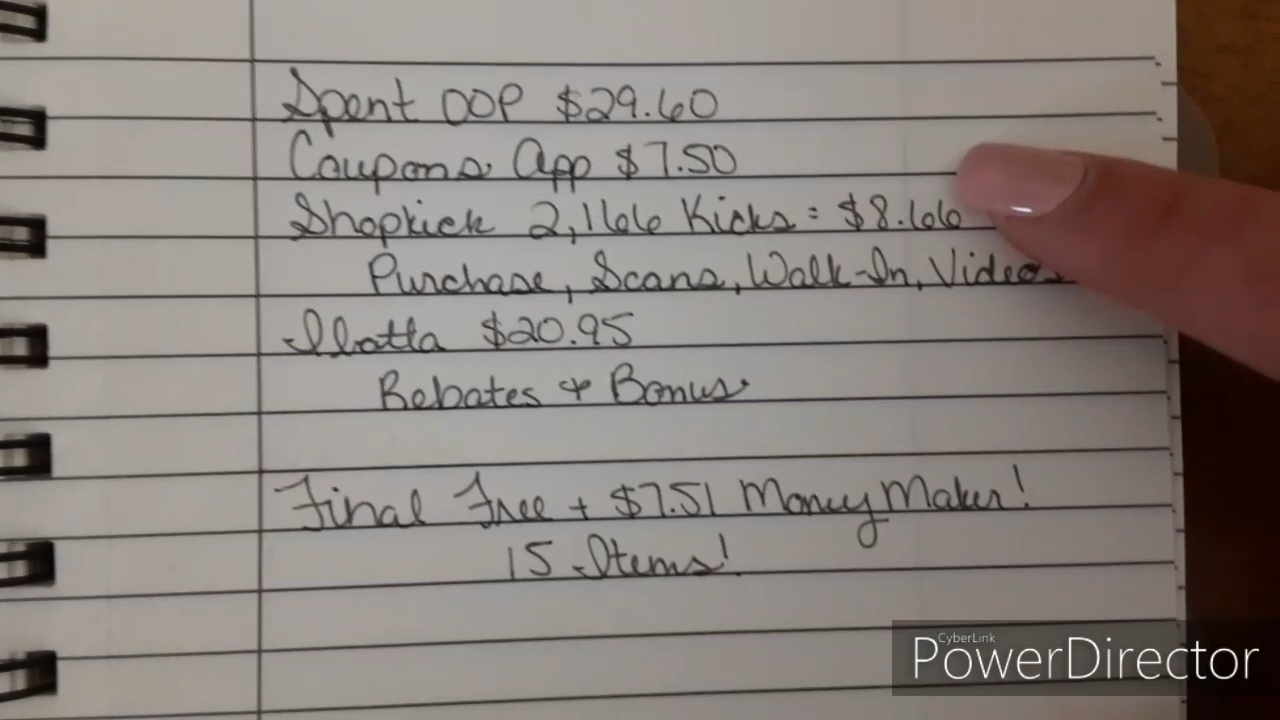 Spent OOP $29.60
Coupons App $7.50
Shopkick 2,166 Kicks = $8.66
Purchase, Scans, Walk-In, Videos
Ibotta $20.95
Rebates + Bonus
Final Free + $7.51 Money Maker!
15 Items!
CyberLink
PowerDirector